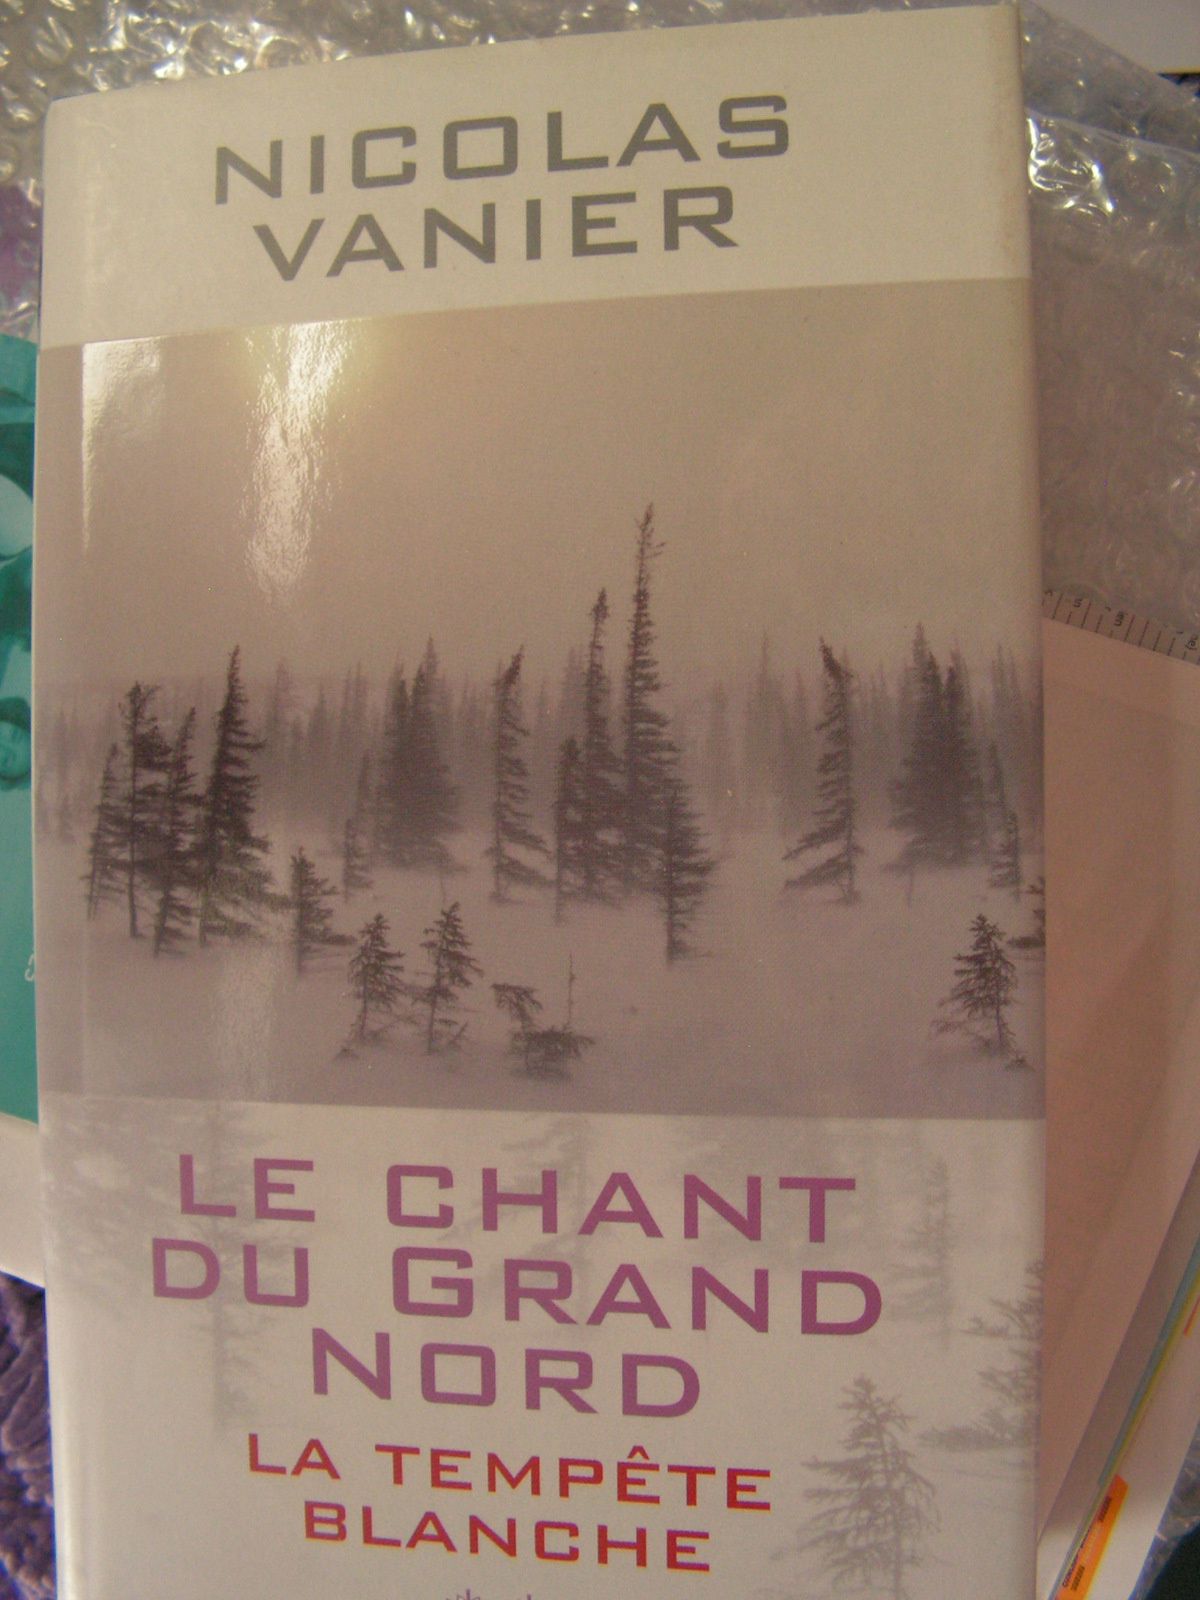 NICOLAS
VANIER
LE CHANT
DU GRAND
NORD
LA TEMPÊTE
BLANCHE